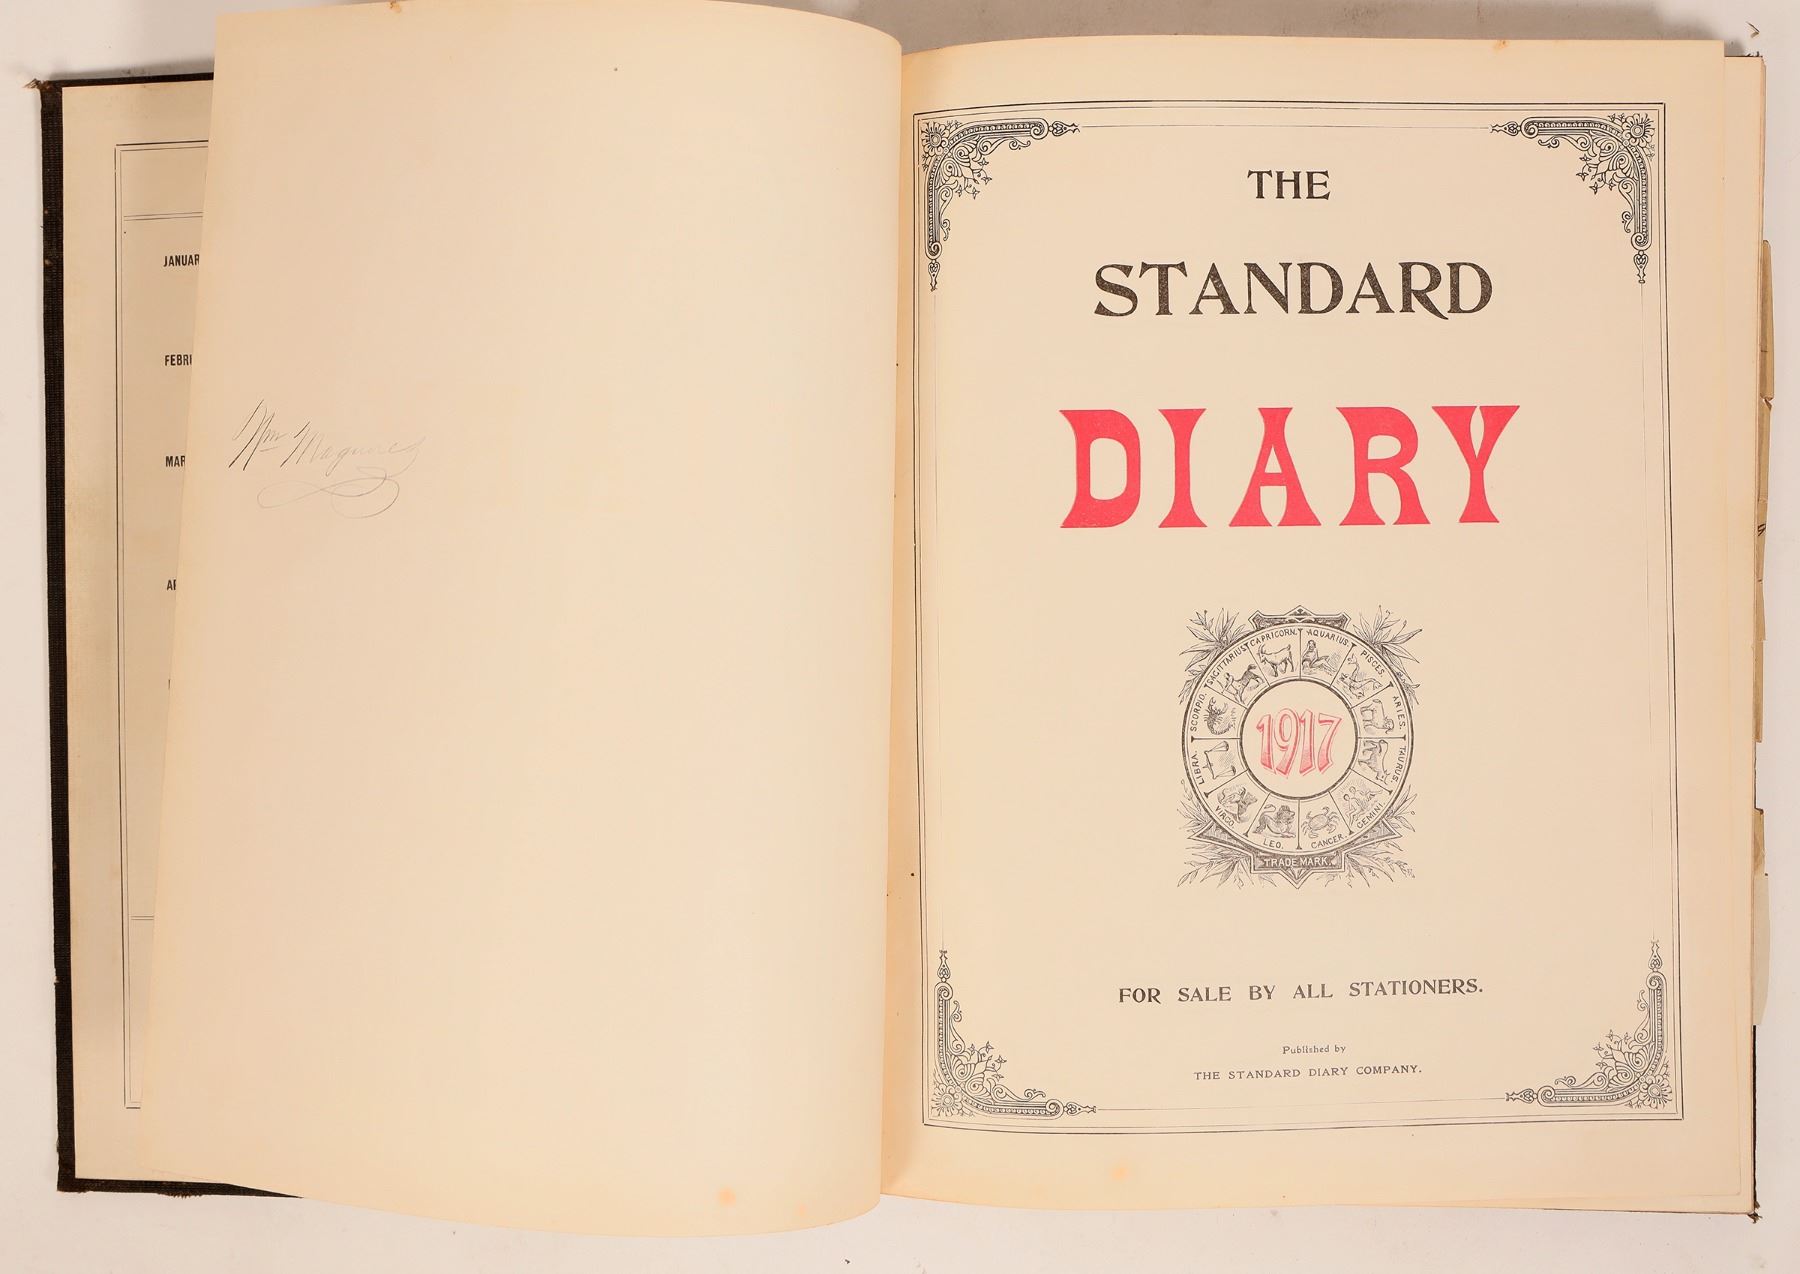 JANUAR
FEBRU
MAR
Wm Maguire
THE
STANDARD
DIARY
CAPRICORN. AQUARIUS. PISCES. ARIES. TAURUS. GEMINI. CANCER. LEO. VIRGO. LIBRA. SCORPIO. SAGITTARIUS
1917
TRADE MARK.
FOR SALE BY ALL STATIONERS.
Published by
THE STANDARD DIARY COMPANY.